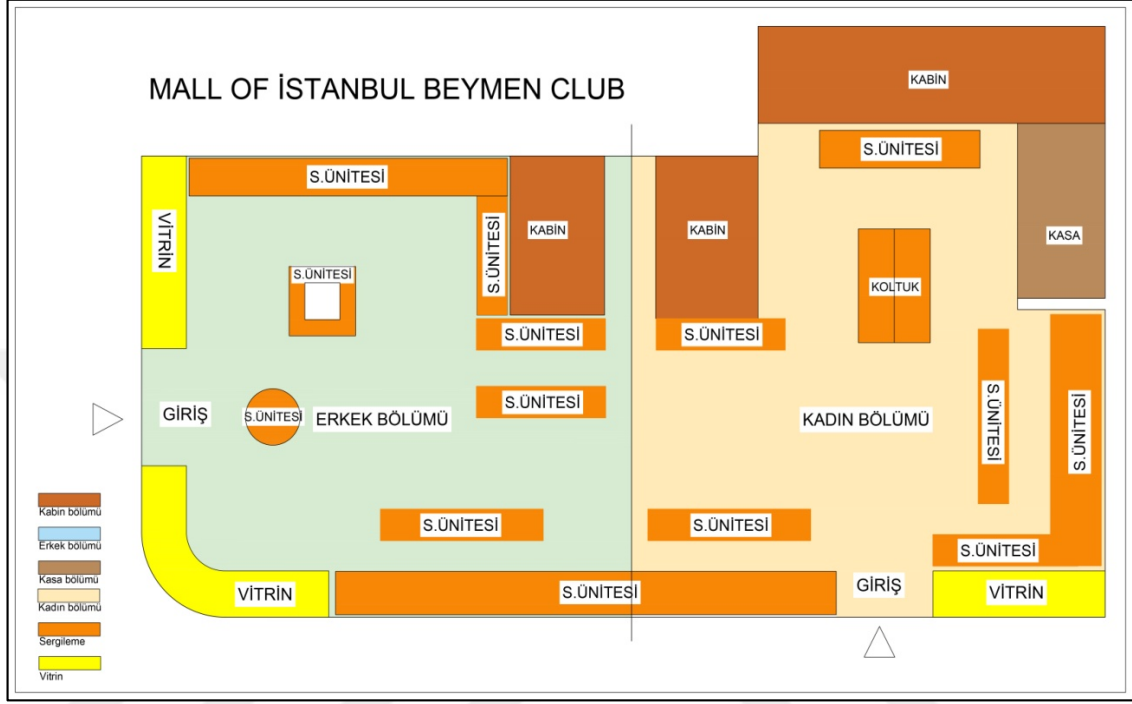 MALL OF İSTANBUL BEYMEN CLUB
KABİN
S.ÜNİTESİ
S.ÜNİTESİ
VİTRİN
S.ÜNİTESİ
KABİN
KABİN
KASA
S.ÜNİTESİ
KOLTUK
S.ÜNİTESİ
S.ÜNİTESİ
S.ÜNİTESİ
GİRİŞ
S.ÜNİTESİ
ERKEK BÖLÜMÜ
KADIN BÖLÜMÜ
S.ÜNİTESİ
S.ÜNİTESİ
S.ÜNİTESİ
S.ÜNİTESİ
S.ÜNİTESİ
VİTRİN
S.ÜNİTESİ
GİRİŞ
VİTRİN
Kabin bölümü
Erkek bölümü
Kasa bölümü
Kadın bölümü
Sergileme
Vitrin